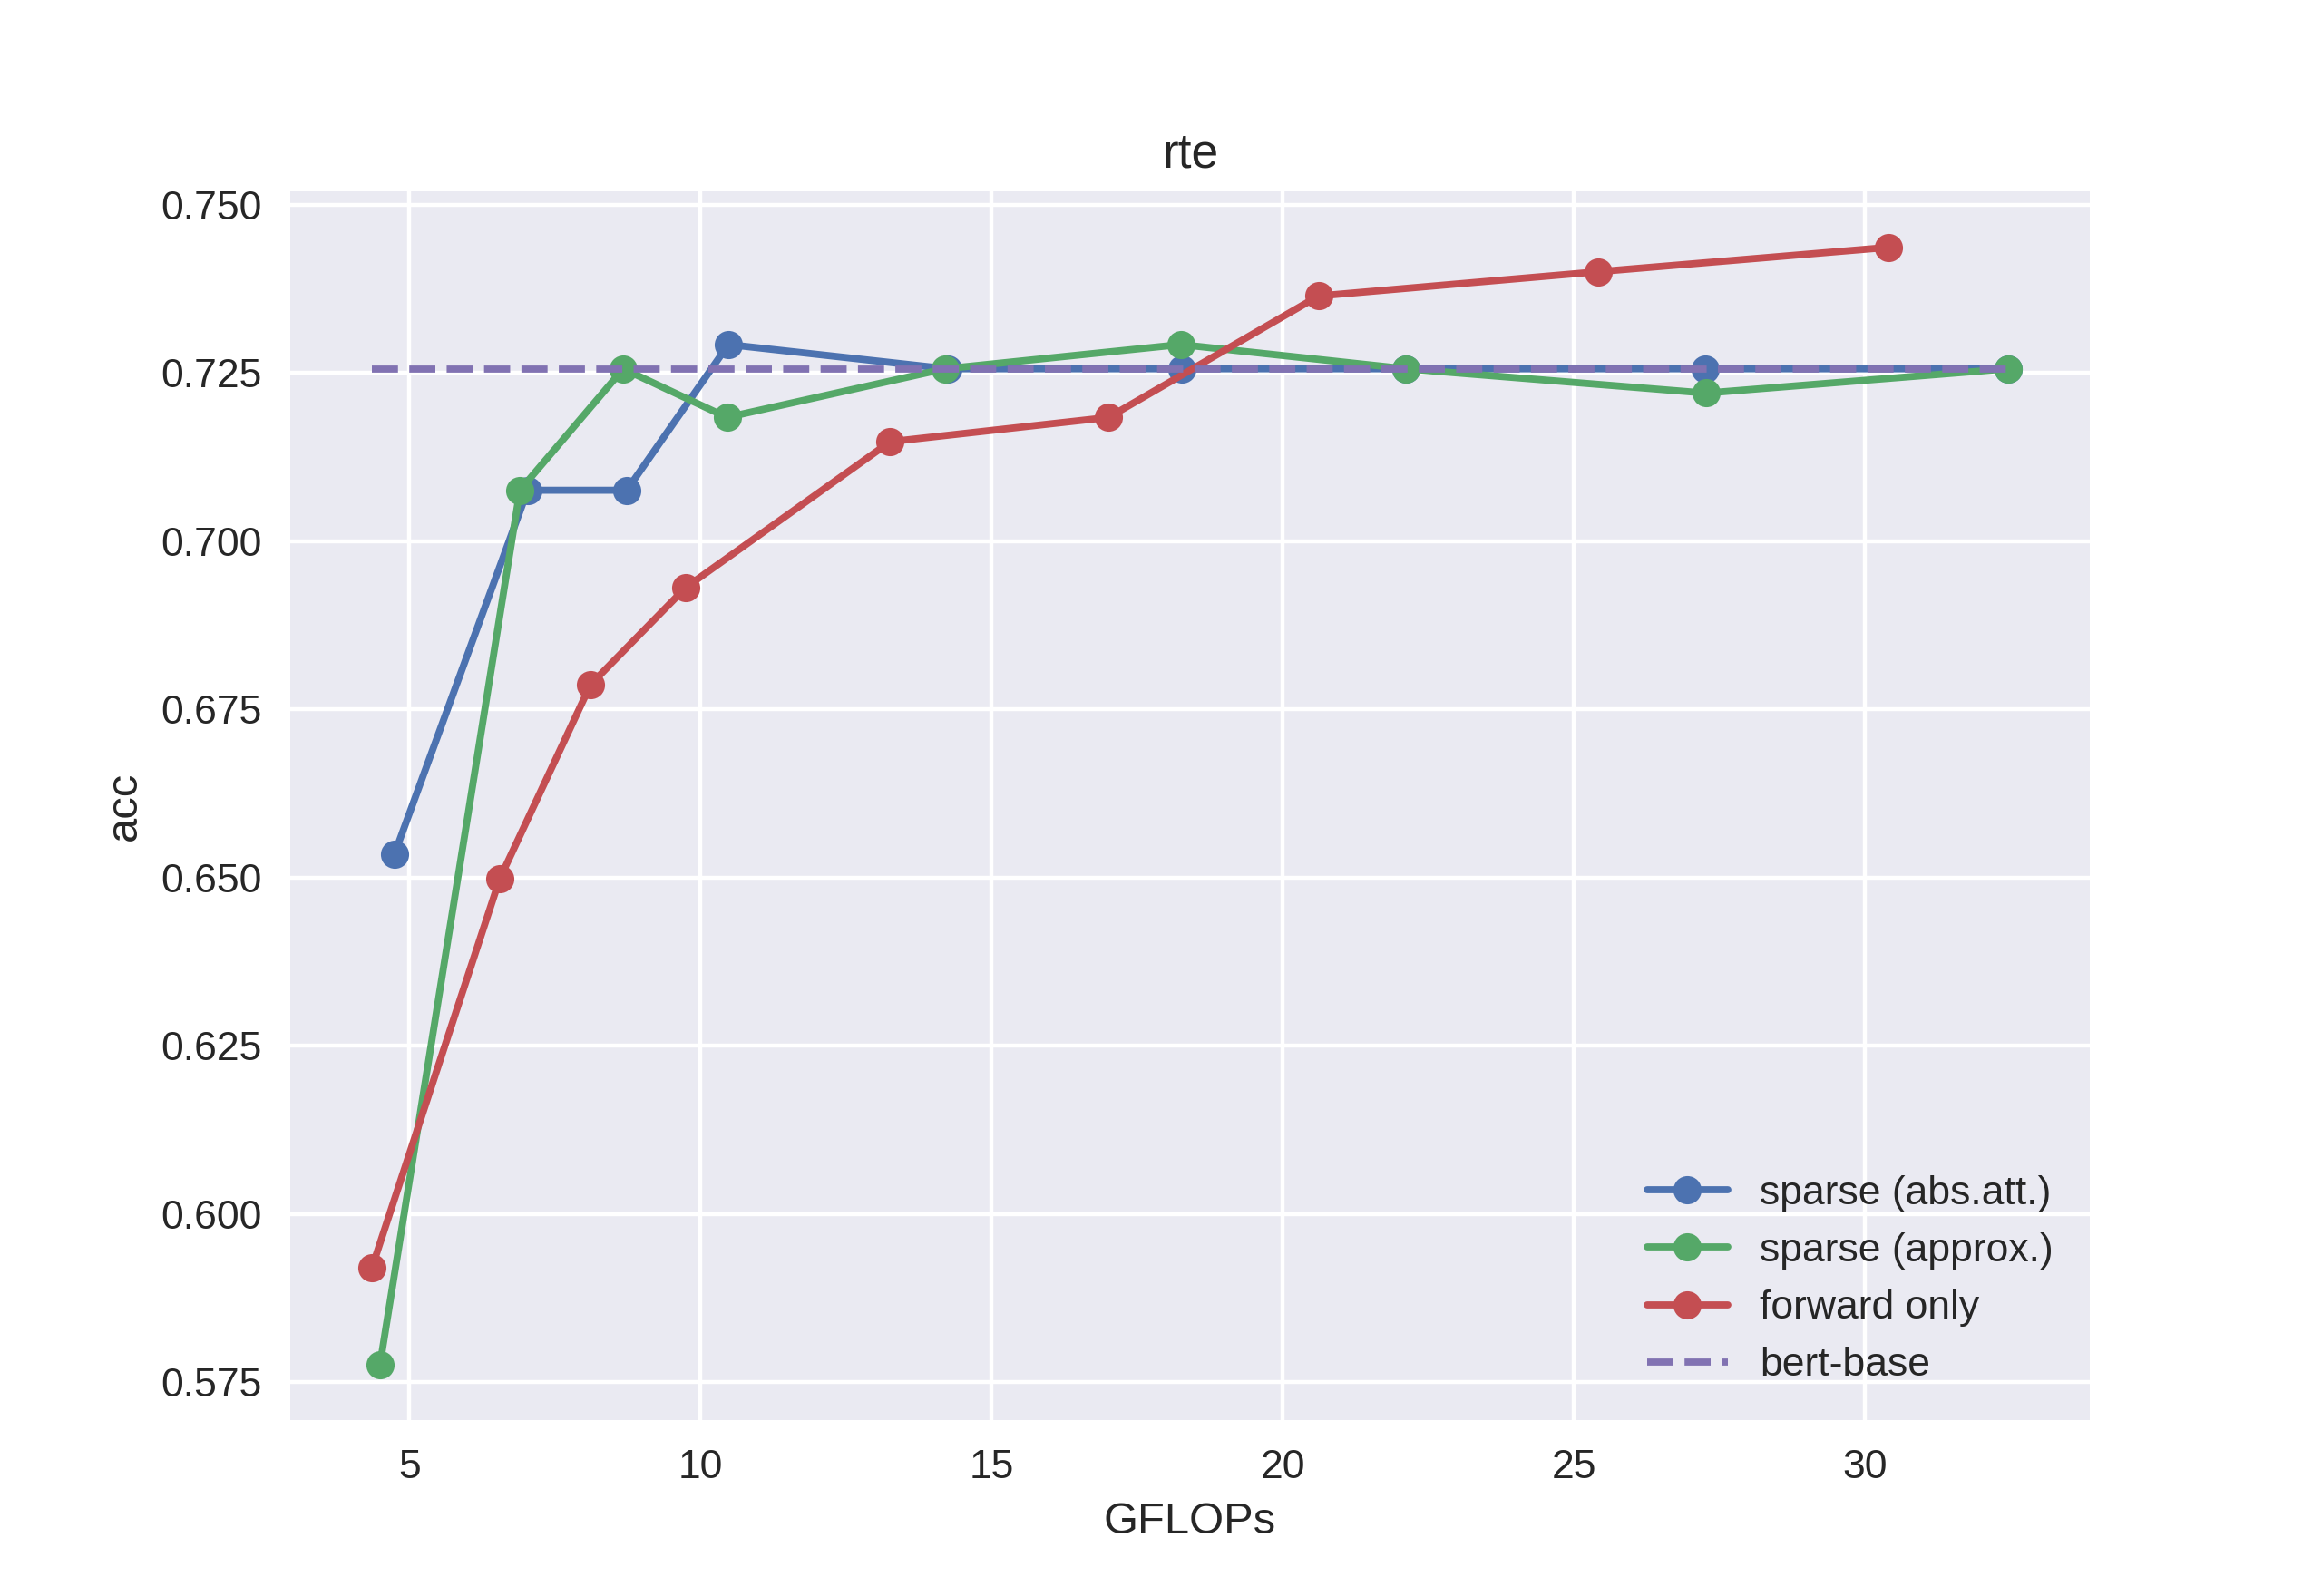 rte
0.750
0.725
0.700
0.675
0.650
0.625
0.600
0.575
acc
sparse (abs.att.)
sparse (approx.)
forward only
bert-base
5 10 15 20 25 30
GFLOPs